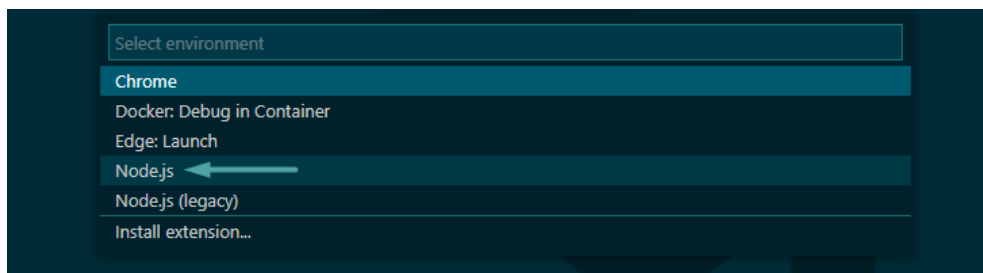 Select environment
Chrome
Docker: Debug in Container
Edge: Launch
Node.js
Node.js (legacy)
Install extension...